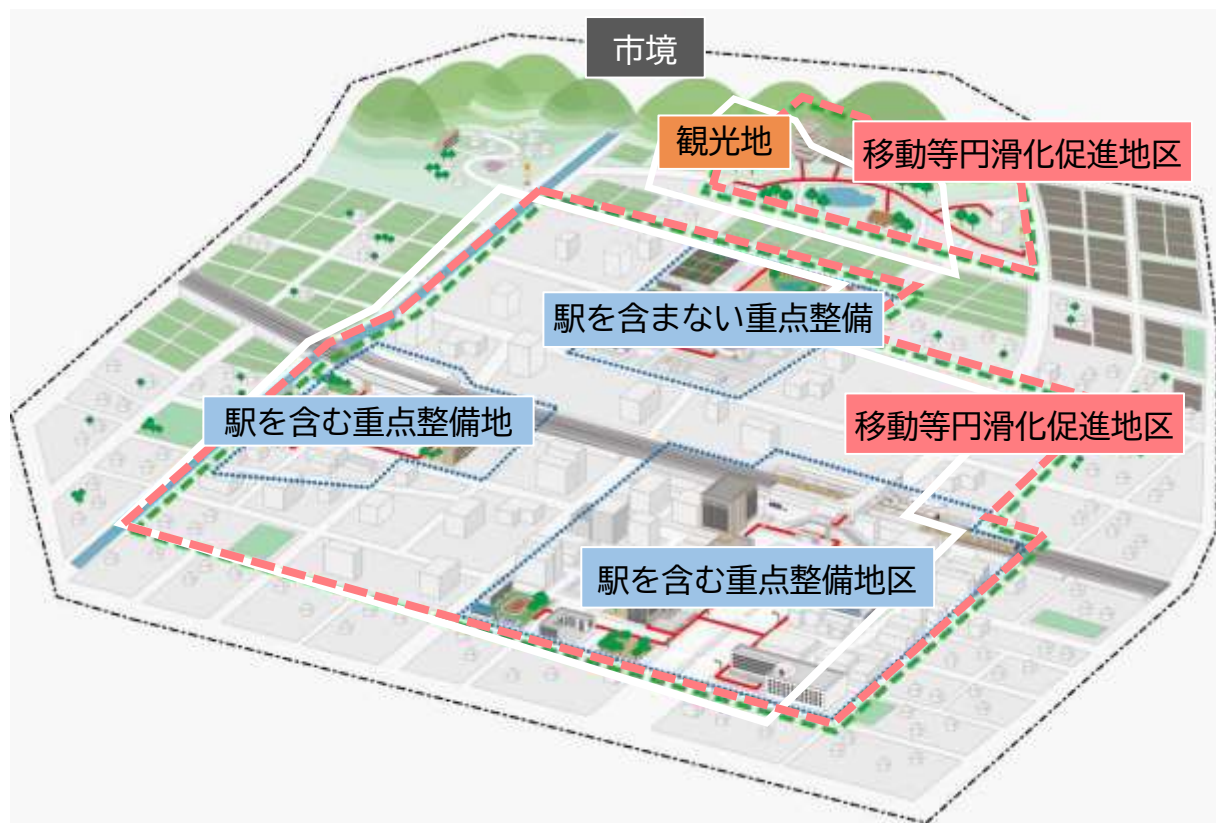 市境
観光地
移動等円滑化促進地区
駅を含まない重点整備
駅を含む重点整備地
移動等円滑化促進地区
駅を含む重点整備地区